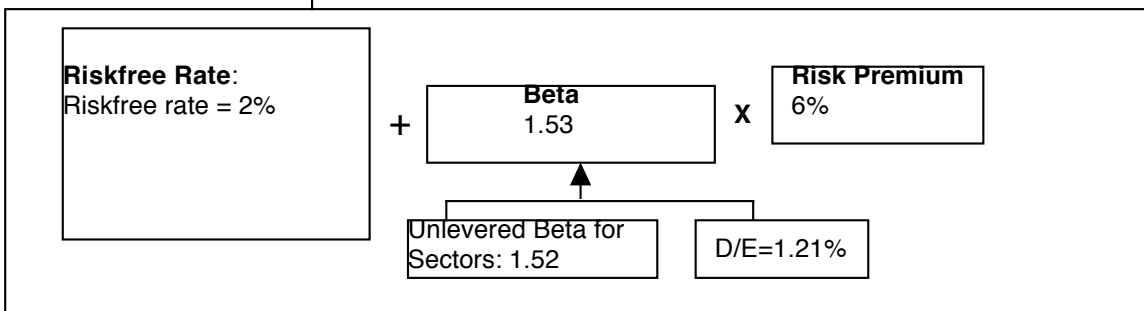 Riskfree Rate:
Riskfree rate = 2%
+
Beta
1.53
X
Risk Premium
6%
Unlevered Beta for
Sectors: 1.52
D/E=1.21%